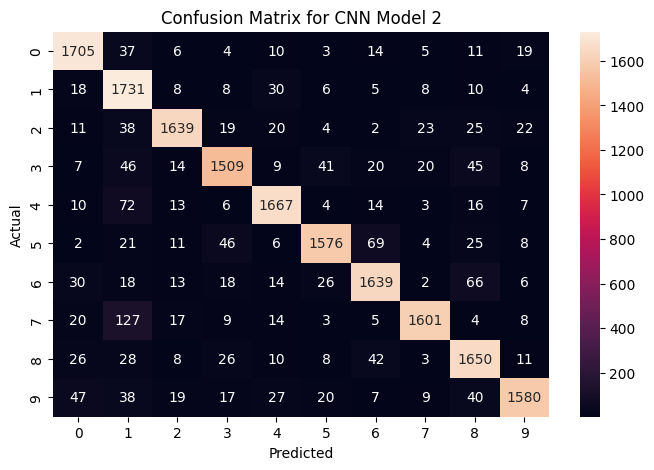 Confusion Matrix for CNN Model 2
0 1705 37 6 4 10 3 14 5 11 19
1 18 1731 8 8 30 6 5 8 10 4
2 11 38 1639 19 20 4 2 23 25 22
3 7 46 14 1509 9 41 20 20 45 8
4 10 72 13 6 1667 4 14 3 16 7
5 2 21 11 46 6 1576 69 4 25 8
6 30 18 13 18 14 26 1639 2 66 6
7 20 127 17 9 14 3 5 1601 4 8
8 26 28 8 26 10 8 42 3 1650 11
9 47 38 19 17 27 20 7 9 40 1580
0 1 2 3 4 5 6 7 8 9
Predicted
Actual
1600
1400
1200
1000
800
600
400
200